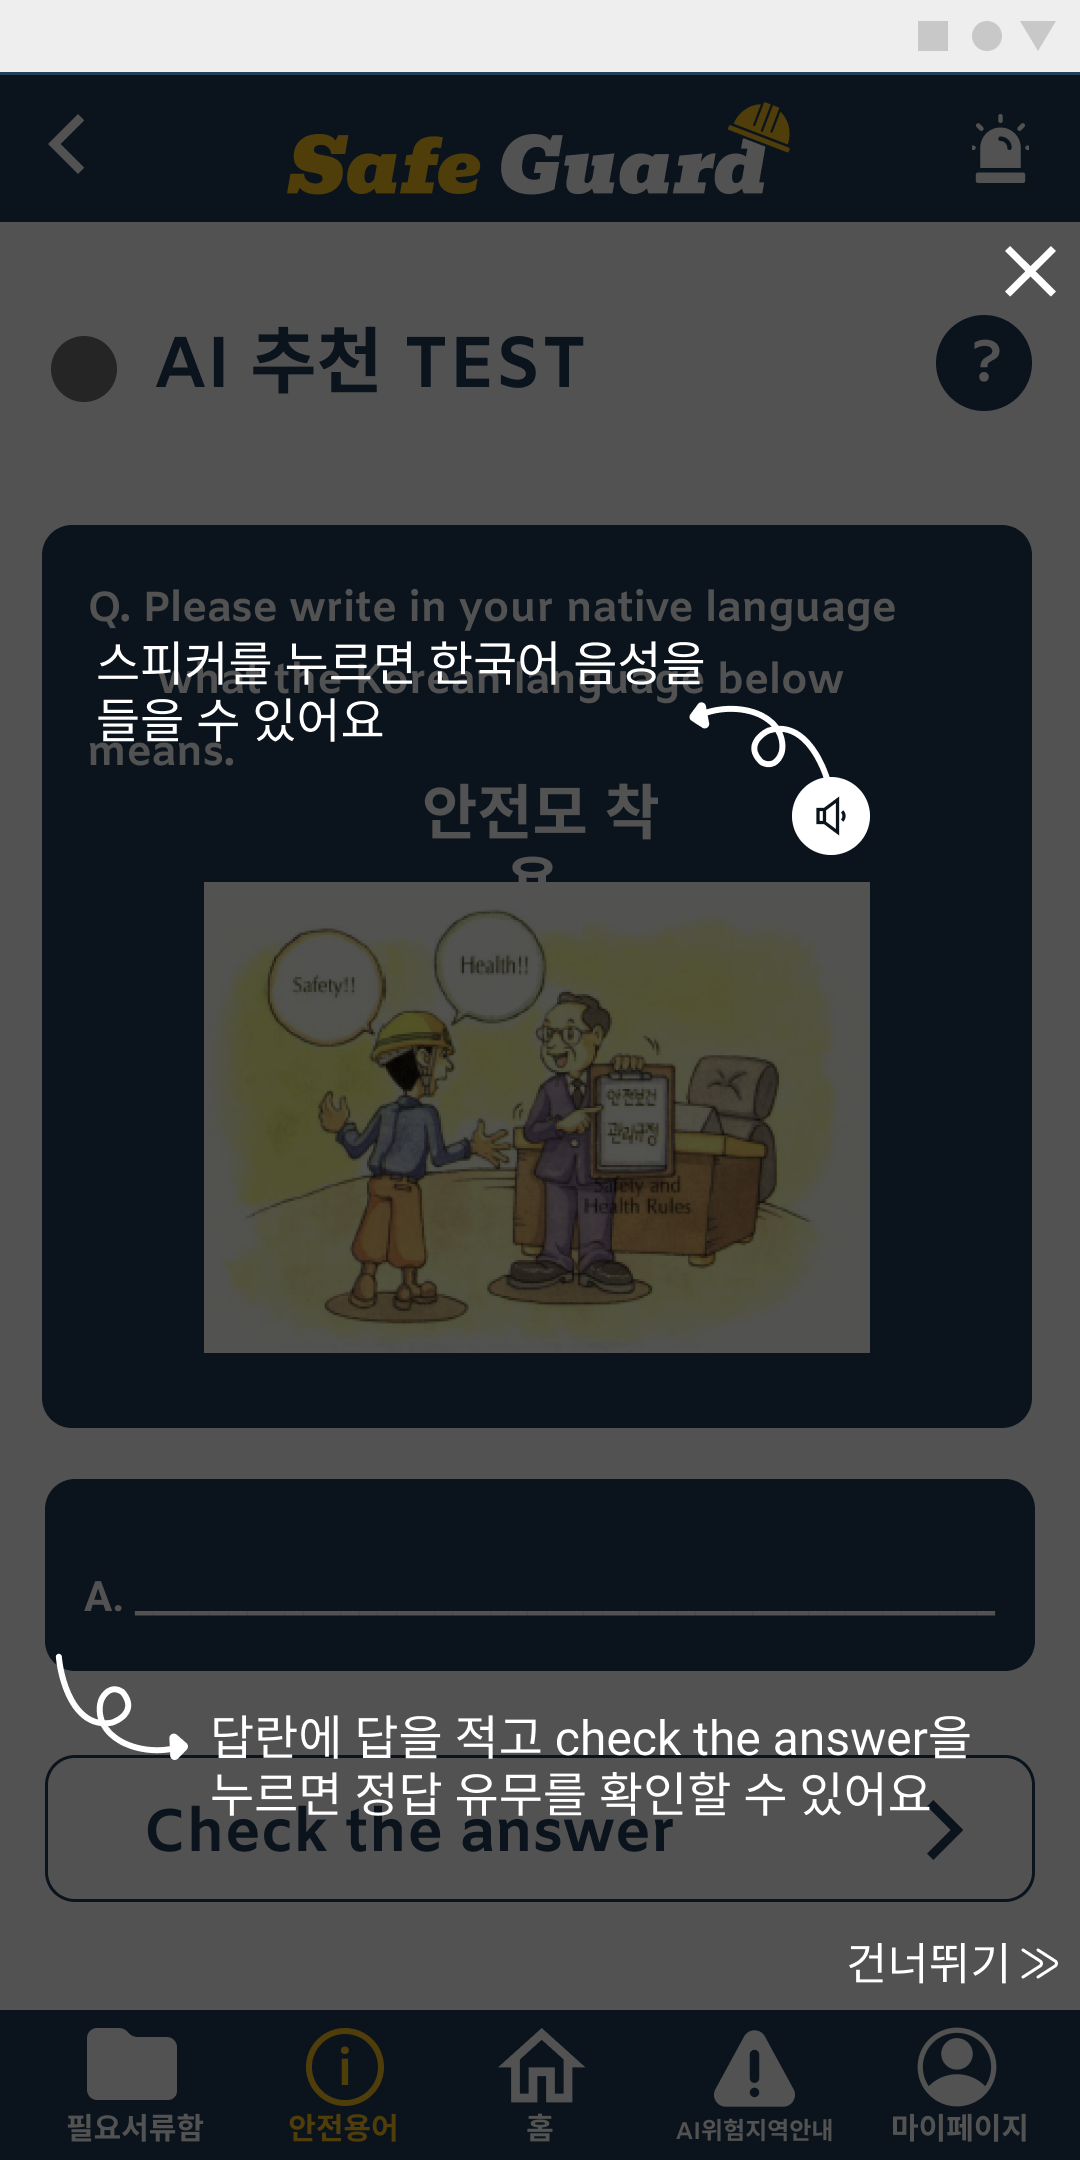 Safe Guard
AI 추천 TEST
?
Q. Please write in your native language
what the Korean language below
means.
스피커를 누르면 한국어 음성을
들을 수 있어요
안전모 착
용
Safety!!
Health!!
안전보건
관리규정
Safety and
Health Rules
A.
답란에 답을 적고 check the answer을
누르면 정답 유무를 확인할 수 있어요
Check the answer
건너뛰기
필요서류함
안전용어
홈
AI위험지역안내
마이페이지